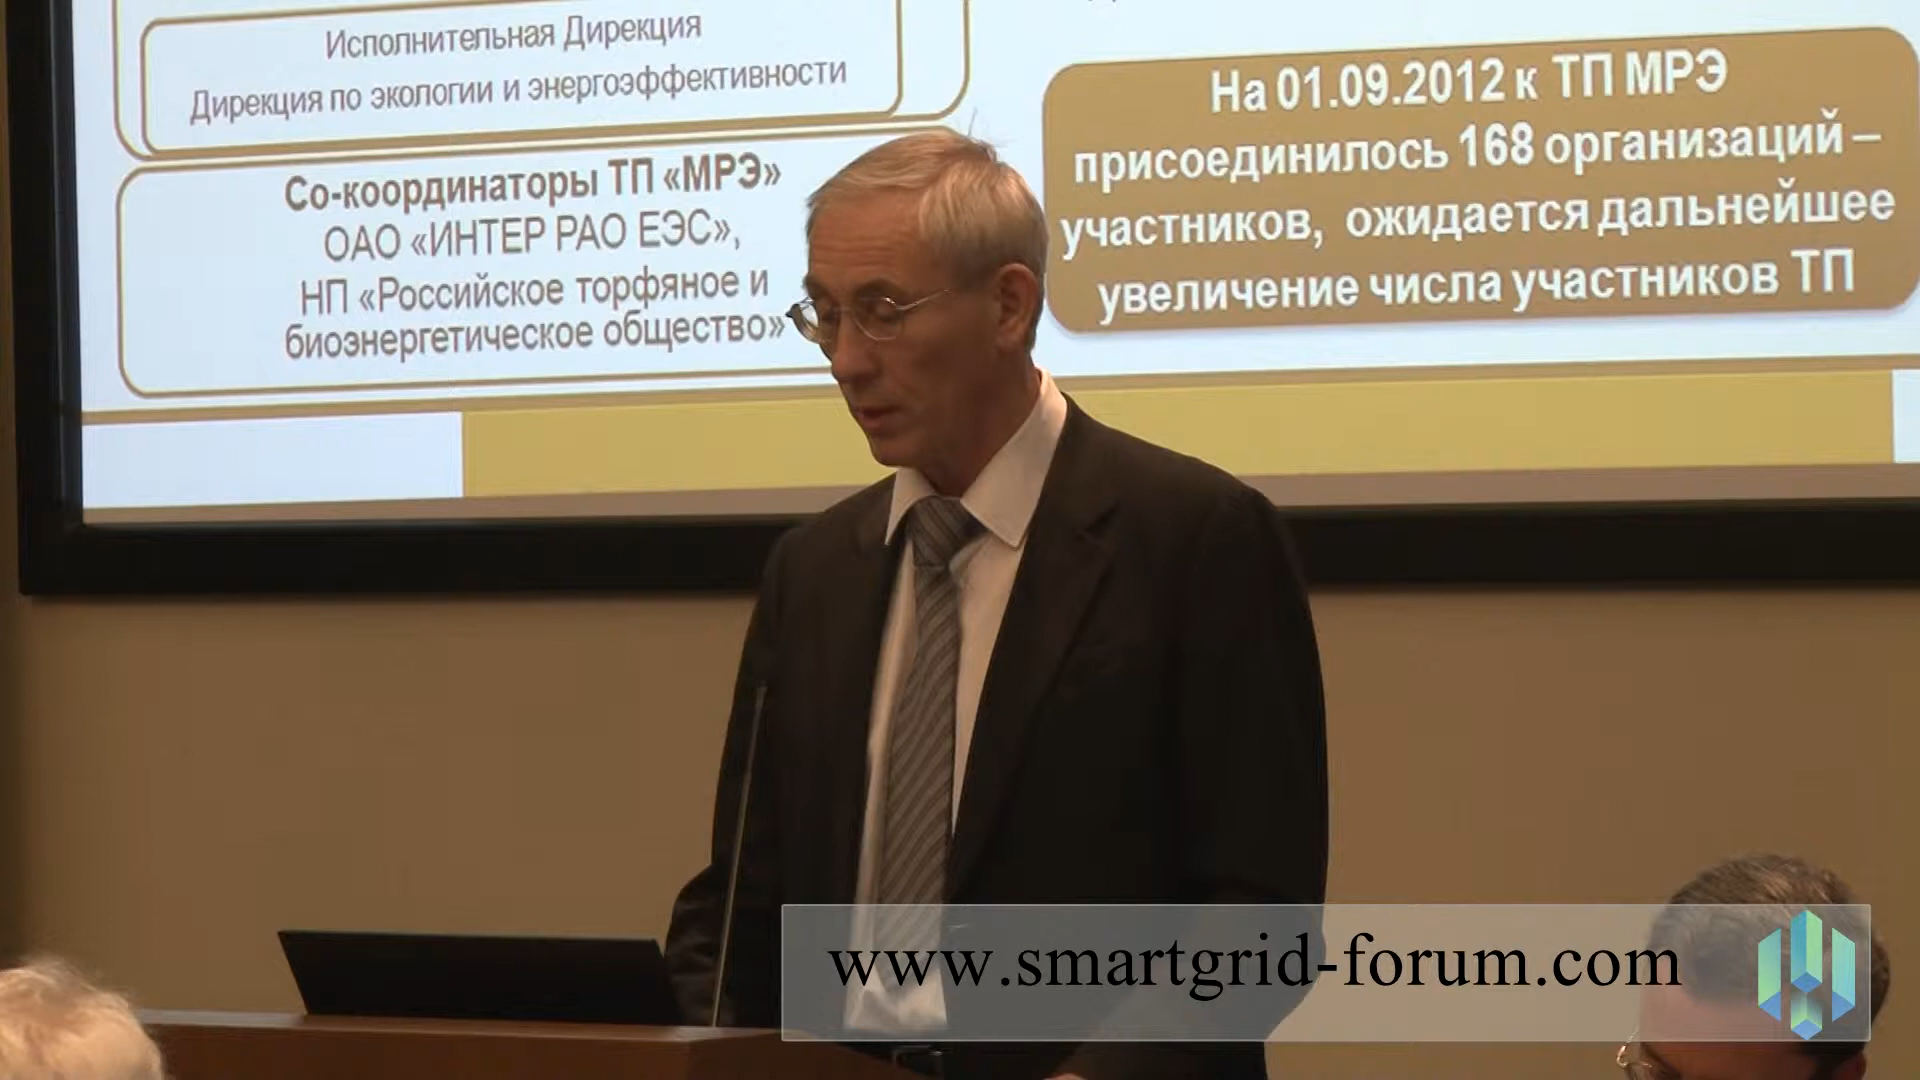 Исполнительная Дирекция
Дирекция по экологии и энергоэффективности
Со-координаторы ТП «МРЭ»
ОАО «ИНТЕР РАО ЕЭС»,
НП «Российское торфяное и
биоэнергетическое общество»
На 01.09.2012 к ТП МРЭ
присоединилось 168 организаций –
участников, ожидается дальнейшее
увеличение числа участников ТП
www.smartgrid-forum.com